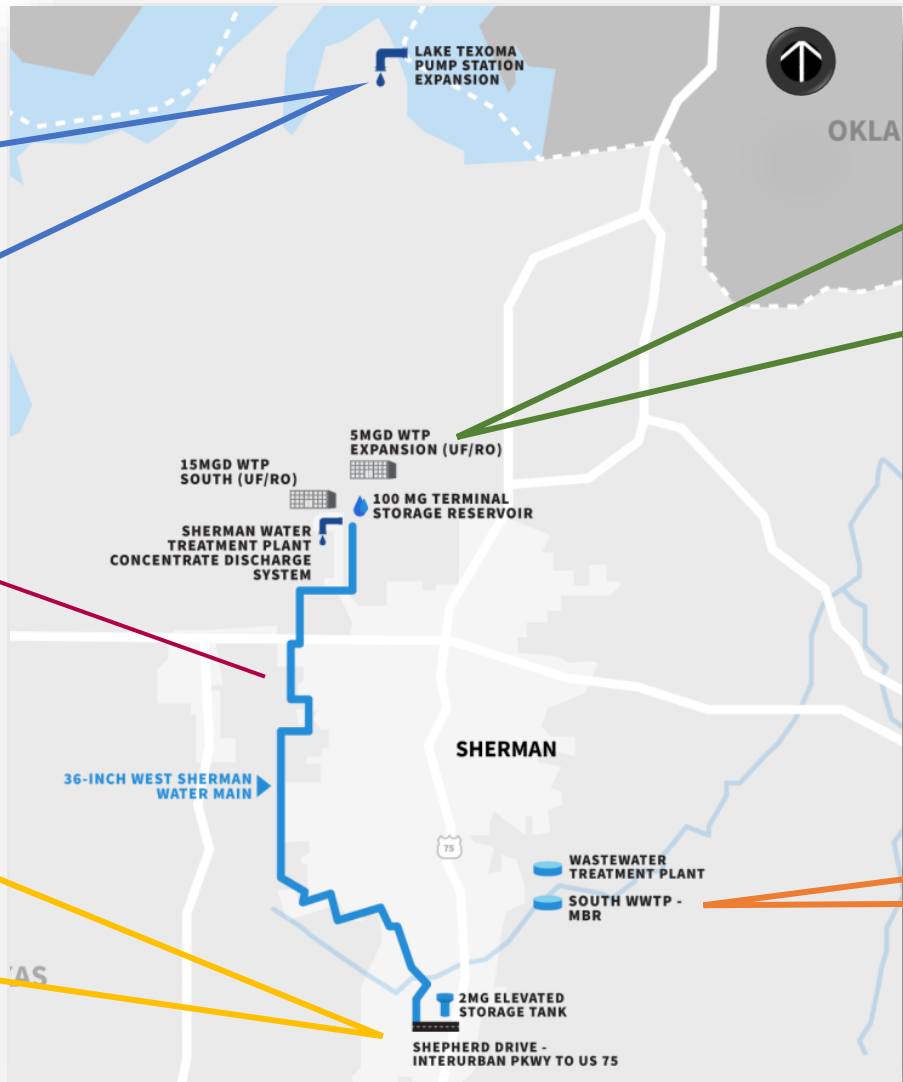 LAKE TEXOMA
PUMP STATION
EXPANSION
OKLA
5MGD WTP
EXPANSION (UF/RO)
15MGD WTP
SOUTH (UF/RO)
100 MG TERMINAL
STORAGE RESERVOIR
SHERMAN WATER
TREATMENT PLANT
CONCENTRATE DISCHARGE
SYSTEM
SHERMAN
36-INCH WEST SHERMAN
WATER MAIN
75
WASTEWATER
TREATMENT PLANT
SOUTH WWTP -
MBR
XAS
2MG ELEVATED
STORAGE TANK
SHEPHERD DRIVE -
INTERURBAN PKWY TO US 75